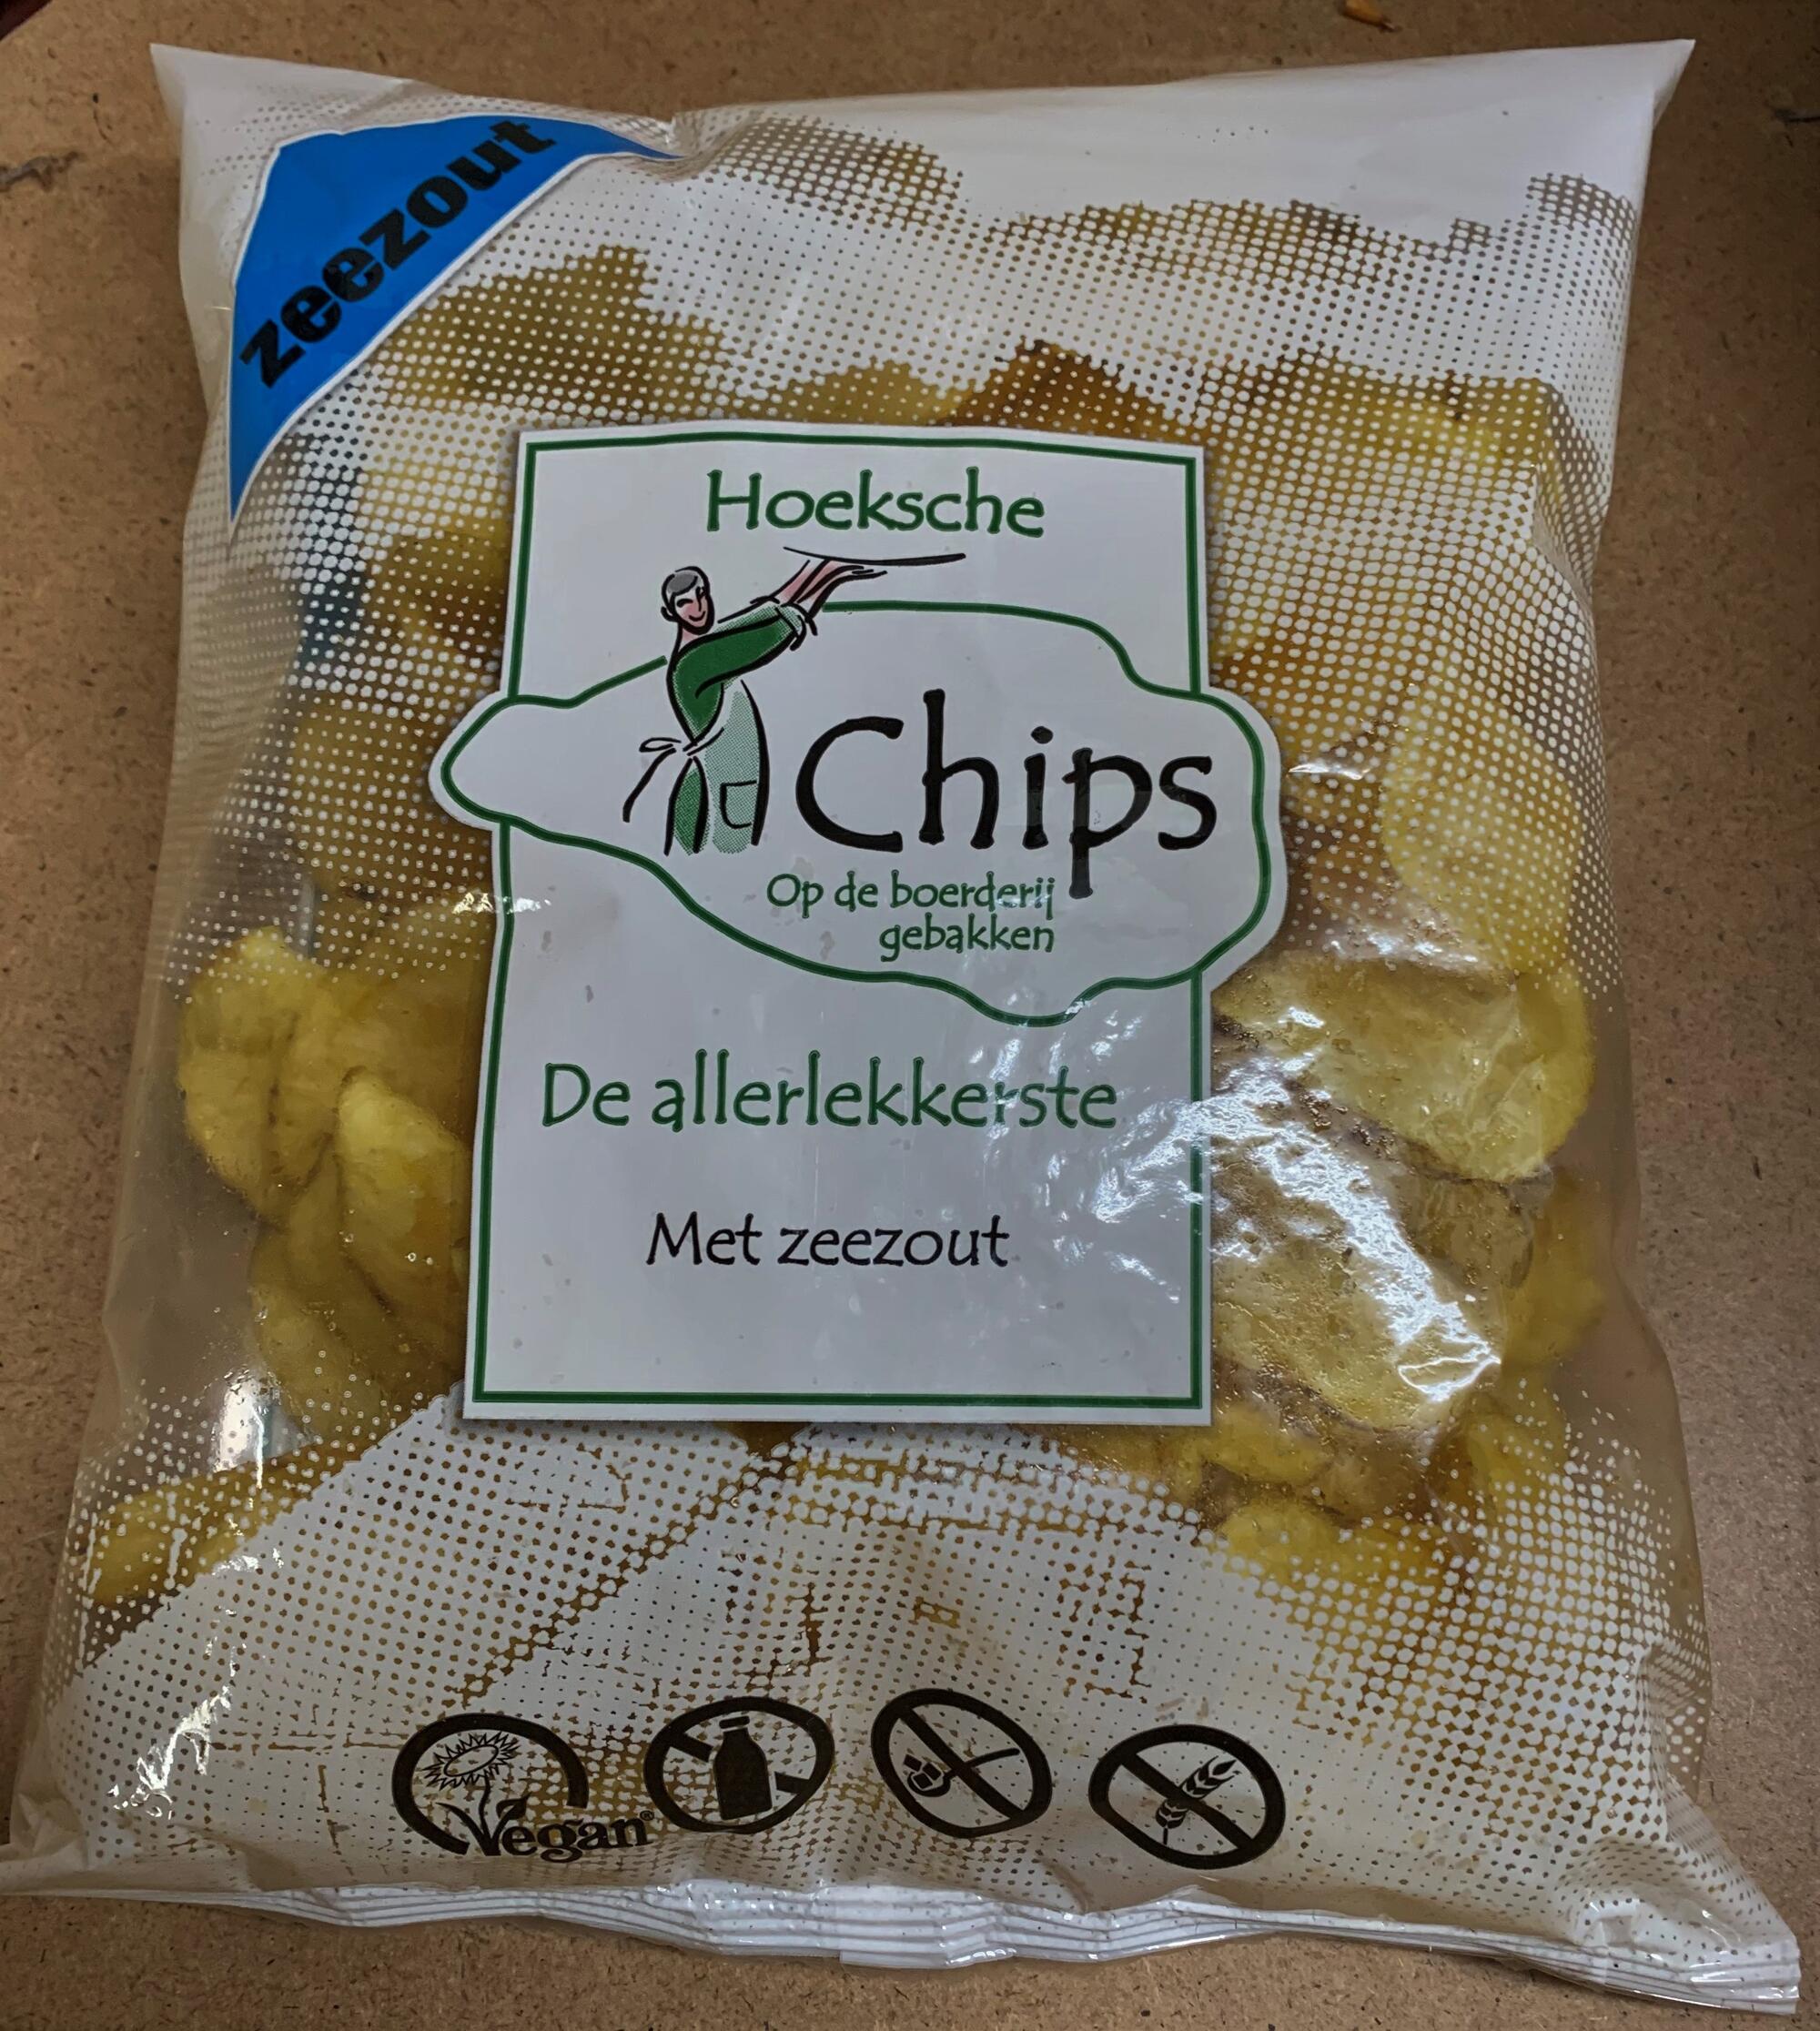 zeezout
Hoeksche
Chips
Op de boerderij
gebakken
De allerlekkerste
Met zeezout
Vegan®